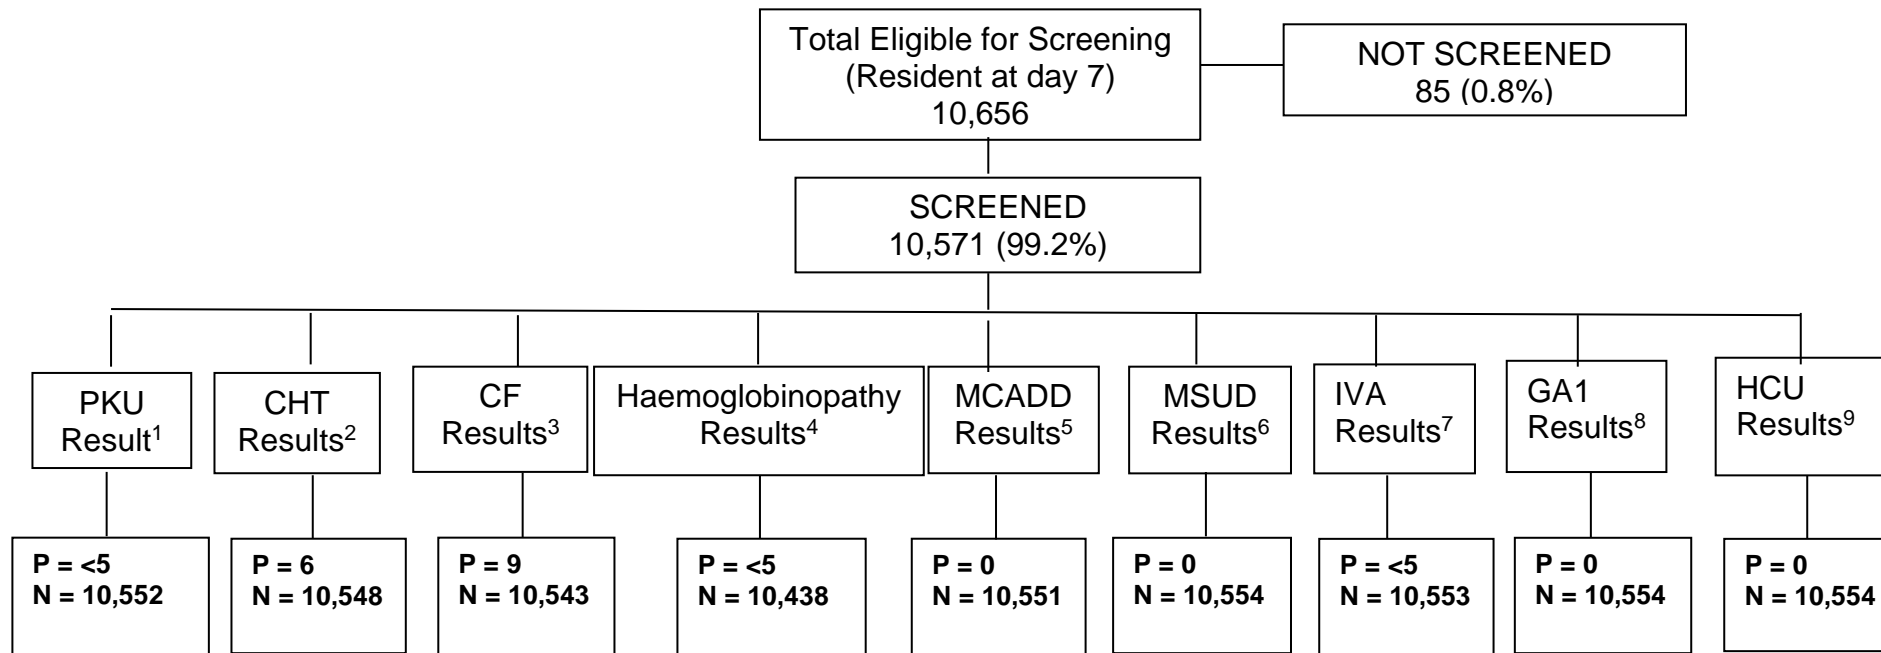 Total Eligible for Screening
(Resident at day 7)
10,656
NOT SCREENED
85 (0.8%)
SCREENED
10,571 (99.2%)
PKU
Result¹
CHT
Results²
CF
Results³
Haemoglobinopathy
Results⁴
MCADD
Results⁵
MSUD
Results⁶
IVA
Results⁷
GA1
Results⁸
HCU
Results⁹
P = <5
N = 10,552
P = 6
N = 10,548
P = 9
N = 10,543
P = <5
N = 10,438
P = 0
N = 10,551
P = 0
N = 10,554
P = <5
N = 10,553
P = 0
N = 10,554
P = 0
N = 10,554